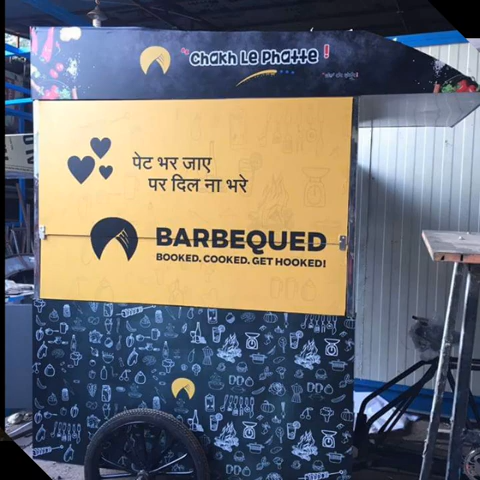 "Chakh Le Phatte !
पेट भर जाए
पर दिल ना भरे
BARBEQUED
BOOKED. COOKED. GET HOOKED!